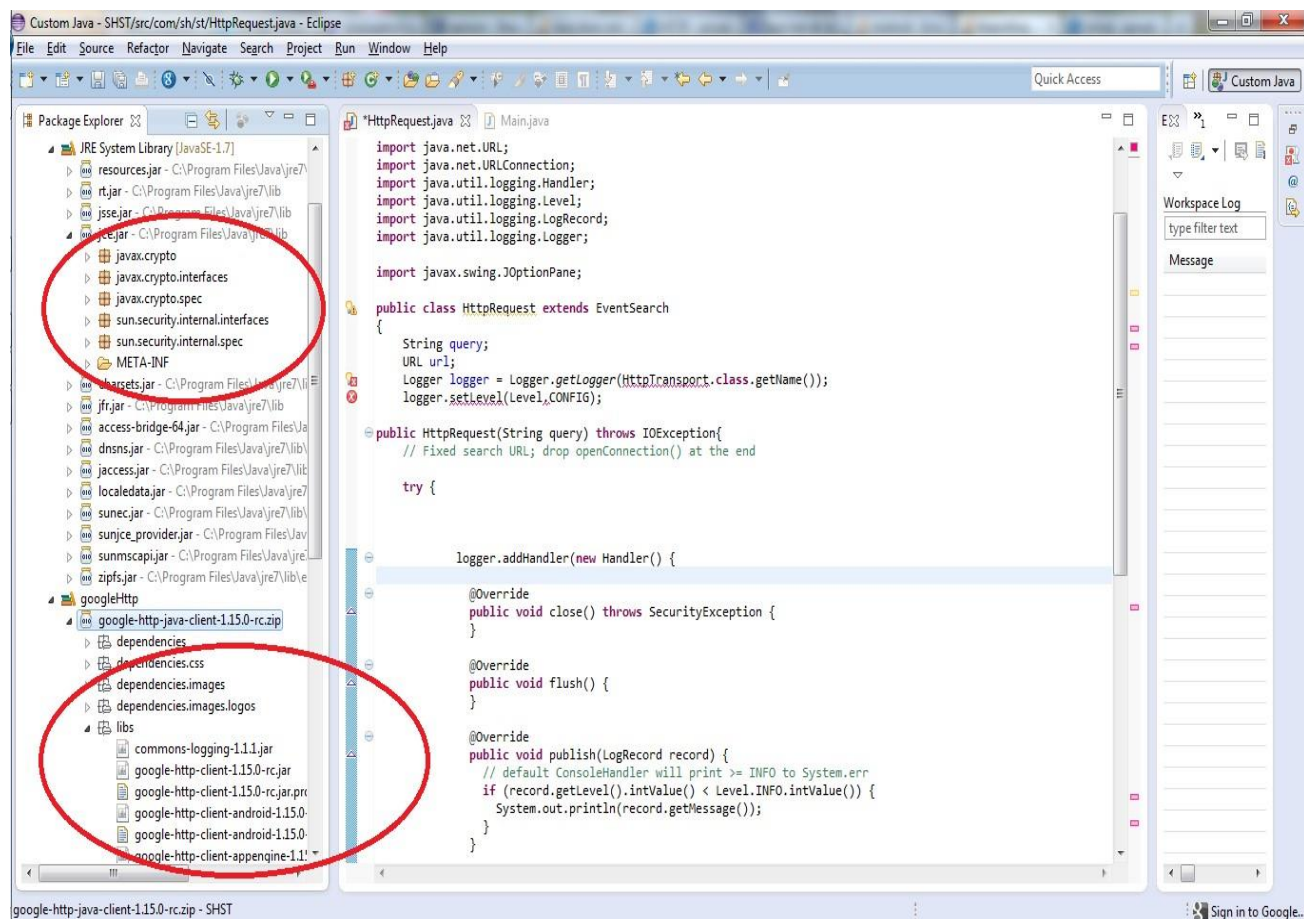 Custom Java - SHST/src/com/sh/st/HttpRequest.java - Eclipse
File Edit Source Refactor Navigate Search Project Run Window Help
Quick Access
Custom Java
Package Explorer
JRE System Library [JavaSE-1.7]
resources.jar - C:\Program Files\Java\jre7\
rt.jar - C:\Program Files\Java\jre7\lib
jsse.jar - C:\Program Files\Java\jre7\lib
jce.jar - C:\Program Files\Java\jre7\lib
javax.crypto
javax.crypto.interfaces
javax.crypto.spec
sun.security.internal.interfaces
sun.security.internal.spec
META-INF
charsets.jar - C:\Program Files\Java\jre7\li
jfr.jar - C:\Program Files\Java\jre7\lib
access-bridge-64.jar - C:\Program Files\Ja
dnsns.jar - C:\Program Files\Java\jre7\lib\
jaccess.jar - C:\Program Files\Java\jre7\lib
localedata.jar - C:\Program Files\Java\jre7
sunec.jar - C:\Program Files\Java\jre7\lib\
sunjce_provider.jar - C:\Program Files\Jav
sunmscapi.jar - C:\Program Files\Java\jre
zipfs.jar - C:\Program Files\Java\jre7\lib\e
googleHttp
google-http-java-client-1.15.0-rc.zip
dependencies
dependencies.css
dependencies.images
dependencies.images.logos
libs
commons-logging-1.1.1.jar
google-http-client-1.15.0-rc.jar
google-http-client-1.15.0-rc.jar.pro
google-http-client-android-1.15.0-
google-http-client-android-1.15.0-
google-http-client-appengine-1.1
*HttpRequest.java Main.java
import java.net.URL;
import java.net.URLConnection;
import java.util.logging.Handler;
import java.util.logging.Level;
import java.util.logging.LogRecord;
import java.util.logging.Logger;
import javax.swing.JOptionPane;
public class HttpRequest extends EventSearch
{
String query;
URL url;
Logger logger = Logger.getLogger(HttpTransport.class.getName());
logger.setLevel(Level,CONFIG);
public HttpRequest(String query) throws IOException{
// Fixed search URL; drop openConnection() at the end
try {
logger.addHandler(new Handler() {
@Override
public void close() throws SecurityException {
}
@Override
public void flush() {
}
@Override
public void publish(LogRecord record) {
// default ConsoleHandler will print >= INFO to System.err
if (record.getLevel().intValue() < Level.INFO.intValue()) {
System.out.println(record.getMessage());
}
}
Workspace Log
type filter text
Message
google-http-java-client-1.15.0-rc.zip - SHST
Sign in to Google...